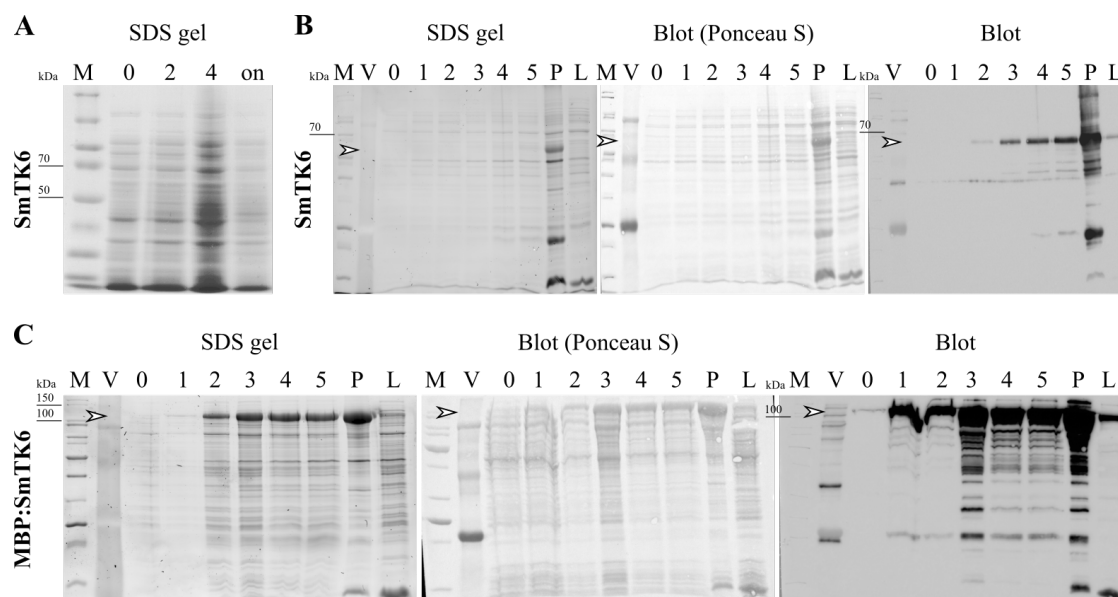 A
SDS gel
kDa M 0 2 4 on
70
50
SmTK6
B
SDS gel Blot (Ponceau S) Blot
kDa M V 0 1 2 3 4 5 P L M V 0 1 2 3 4 5 P L kDa V 0 1 2 3 4 5 P L
70 70
SmTK6
C
SDS gel Blot (Ponceau S) Blot
kDa M V 0 1 2 3 4 5 P L M V 0 1 2 3 4 5 P L kDa M V 0 1 2 3 4 5 P L
150
100 100
MBP:SmTK6